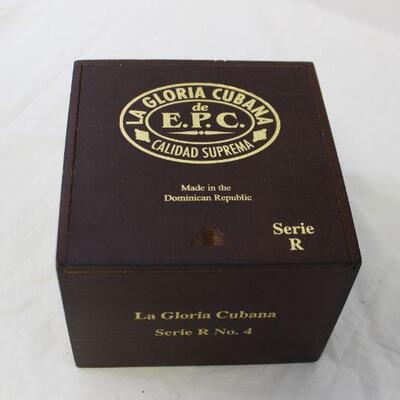 LA GLORIA CUBANA
de
E.P.C.
CALIDAD SUPREMA
Made in the
Dominican Republic
Serie
R
La Gloria Cubana
Serie R No. 4